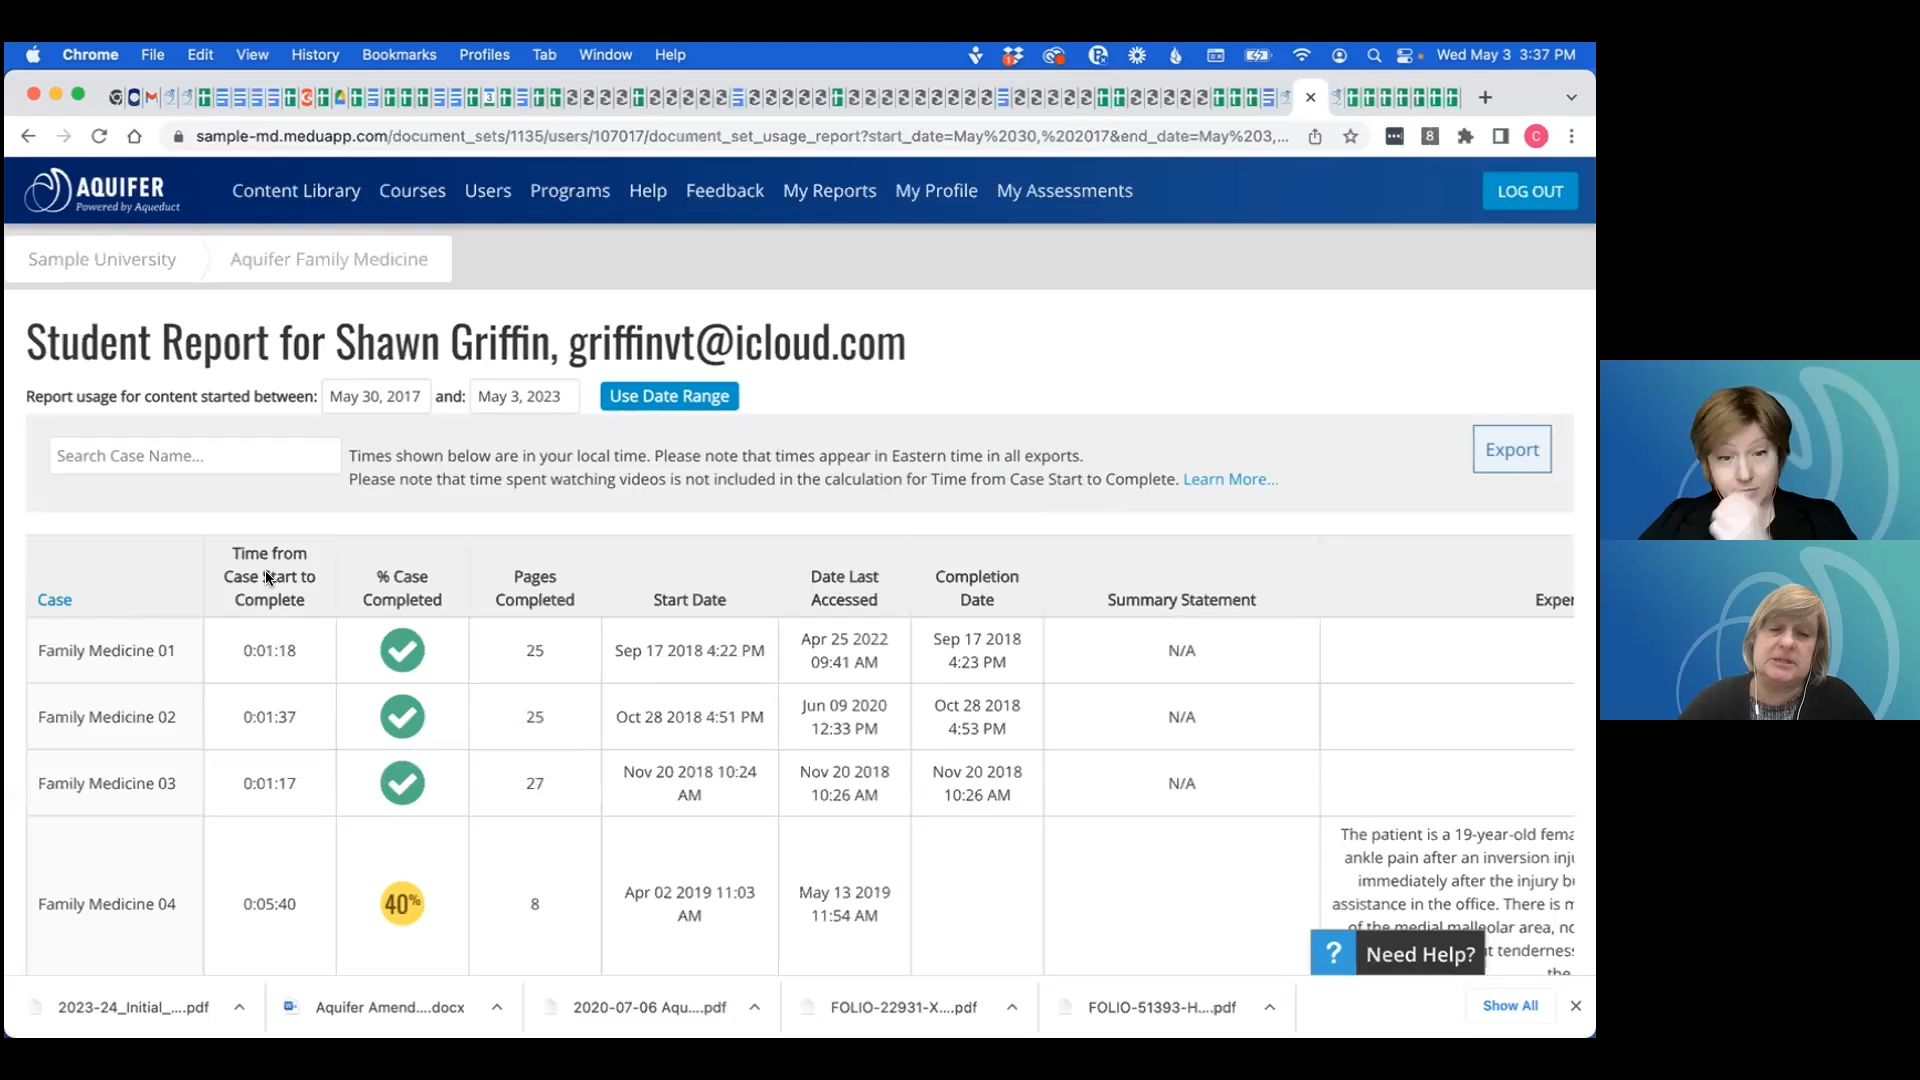 Chrome File Edit View History Bookmarks Profiles Tab Window Help Wed May 3 3:37 PM
sample-md.meduapp.com/document_sets/1135/users/107017/document_set_usage_report?start_date=May%2030,%202017&end_date=May%203,...
AQUIFER
Powered by Aqueduct
Content Library Courses Users Programs Help Feedback My Reports My Profile My Assessments LOG OUT
Sample University Aquifer Family Medicine
Student Report for Shawn Griffin, griffinvt@icloud.com
Report usage for content started between: May 30, 2017 and: May 3, 2023 Use Date Range
Search Case Name...
Times shown below are in your local time. Please note that times appear in Eastern time in all exports.
Please note that time spent watching videos is not included in the calculation for Time from Case Start to Complete. Learn More...
Export
Case
Time from
Case Start to
Complete
% Case
Completed
Pages
Completed
Start Date
Date Last
Accessed
Completion
Date
Summary Statement
Exper
Family Medicine 01
0:01:18
25
Sep 17 2018 4:22 PM
Apr 25 2022
09:41 AM
Sep 17 2018
4:23 PM
N/A
Family Medicine 02
0:01:37
25
Oct 28 2018 4:51 PM
Jun 09 2020
12:33 PM
Oct 28 2018
4:53 PM
N/A
Family Medicine 03
0:01:17
27
Nov 20 2018 10:24
AM
Nov 20 2018
10:26 AM
Nov 20 2018
10:26 AM
N/A
Family Medicine 04
0:05:40
40%
8
Apr 02 2019 11:03
AM
May 13 2019
11:54 AM
The patient is a 19-year-old fema
ankle pain after an inversion inju
immediately after the injury b
assistance in the office. There is
of the medial malleolar area,
t tenderness
the
? Need Help?
2023-24_Initial_....pdf
Aquifer Amend....docx
2020-07-06 Aqu....pdf
FOLIO-22931-X....pdf
FOLIO-51393-H....pdf
Show All